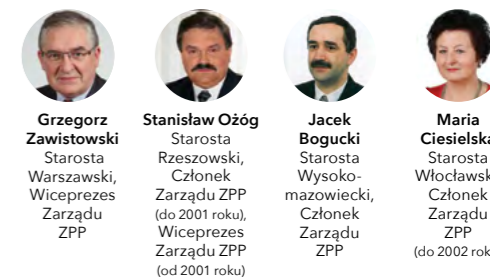 Grzegorz
Zawistowski
Starosta
Warszawski,
Wiceprezes
Zarządu
ZPP
Stanisław Ożóg
Starosta
Rzeszowski,
Członek
Zarządu ZPP
(do 2001 roku),
Wiceprezes
Zarządu ZPP
(od 2001 roku)
Jacek
Bogucki
Starosta
Wysoko-
mazowiecki,
Członek
Zarządu
ZPP
Maria
Ciesielska
Starosta
Włocławsk
Członek
Zarządu
ZPP
(do 2002 rok